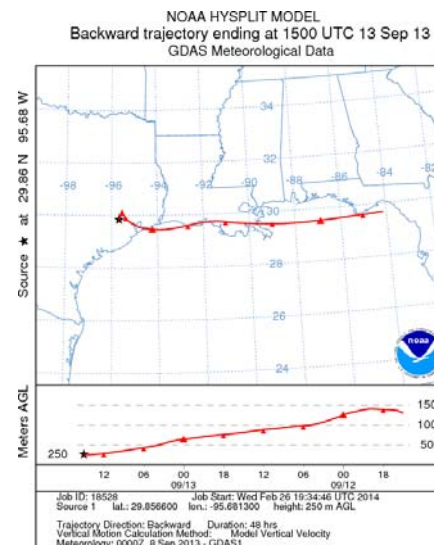 NOAA HYSPLIT MODEL
Backward trajectory ending at 1500 UTC 13 Sep 13
GDAS Meteorological Data
Source ★ at 29.86 N 95.68 W
34
32
-98 -96 -94 -92 -90 -88 -86 -84 -82
30
28
26
24
noaa
Meters AGL
250
150
100
50
12 06 00 18 12 06 00 18
09/13 09/12
Job ID: 18528 Job Start: Wed Feb 26 19:34:46 UTC 2014
Source 1 lat.: 29.856600 lon.: -95.681300 height: 250 m AGL
Trajectory Direction: Backward Duration: 48 hrs
Vertical Motion Calculation Method: Model Vertical Velocity
Meteorology: 0000Z 8 Sep 2013 - GDAS1